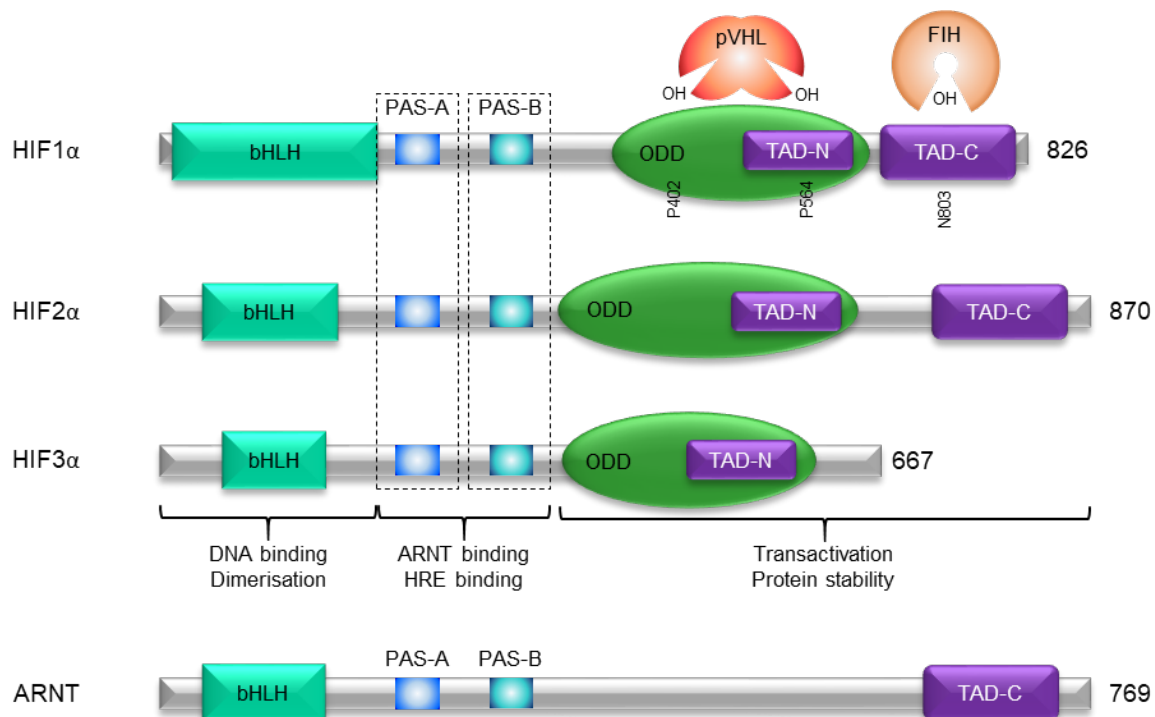 pVHL
FIH
OH
OH
OH
PAS-A
PAS-B
HIF1α
bHLH
ODD
TAD-N
TAD-C
826
P402
P564
N803
HIF2α
bHLH
ODD
TAD-N
TAD-C
870
HIF3α
bHLH
ODD
TAD-N
667
DNA binding
Dimerisation
ARNT binding
HRE binding
Transactivation
Protein stability
PAS-A
PAS-B
ARNT
bHLH
TAD-C
769